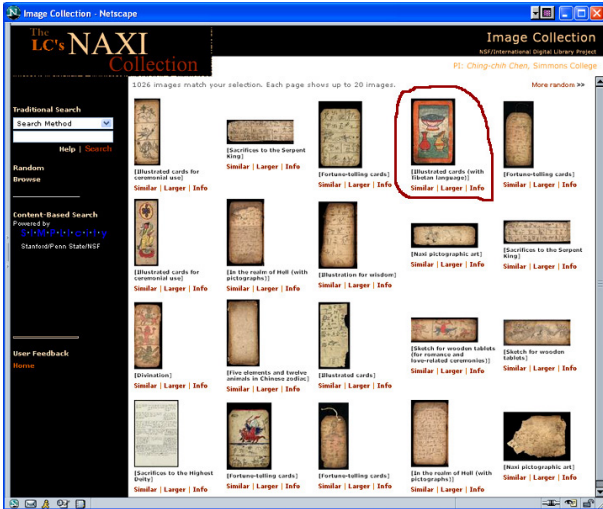 Image Collection - Netscape
The
LC's NAXI
Collection
Image Collection
NSF/International Digital Library Project
PI: Ching-chih Chen, Simmons College
1026 images match your selection. Each page shows up to 20 images.
More random >>
Traditional Search
Search Method
Help | Search
Random
Browse
Content-Based Search
Powered by
SIMPLIcity
Stanford/Penn State/NSF
User Feedback
Home
[Illustrated cards for
ceremonial use]
Similar | Larger | Info
[Sacrifices to the Serpent
King]
Similar | Larger | Info
[Fortune-telling cards]
Similar | Larger | Info
[Illustrated cards (with
Tibetan language)]
Similar | Larger | Info
[Fortune-telling cards]
Similar | Larger | Info
[Illustrated cards for
ceremonial use]
Similar | Larger | Info
[In the realm of Hell (with
pictographs)]
Similar | Larger | Info
[Illustration for wisdom]
Similar | Larger | Info
[Naxi pictographic art]
Similar | Larger | Info
[Sacrifices to the Serpent
King]
Similar | Larger | Info
[Divination]
Similar | Larger | Info
[Five elements and twelve
animals in Chinese zodiac]
Similar | Larger | Info
[Illustrated cards]
Similar | Larger | Info
[Sketch for wooden tablets
(for romance and
love-related ceremonies)]
Similar | Larger | Info
[Sketch for wooden
tablets]
Similar | Larger | Info
[Sacrifices to the Highest
Deity]
Similar | Larger | Info
[Fortune-telling cards]
Similar | Larger | Info
[Fortune-telling cards]
Similar | Larger | Info
[In the realm of Hell (with
pictographs)]
Similar | Larger | Info
[Naxi pictographic art]
Similar | Larger | Info